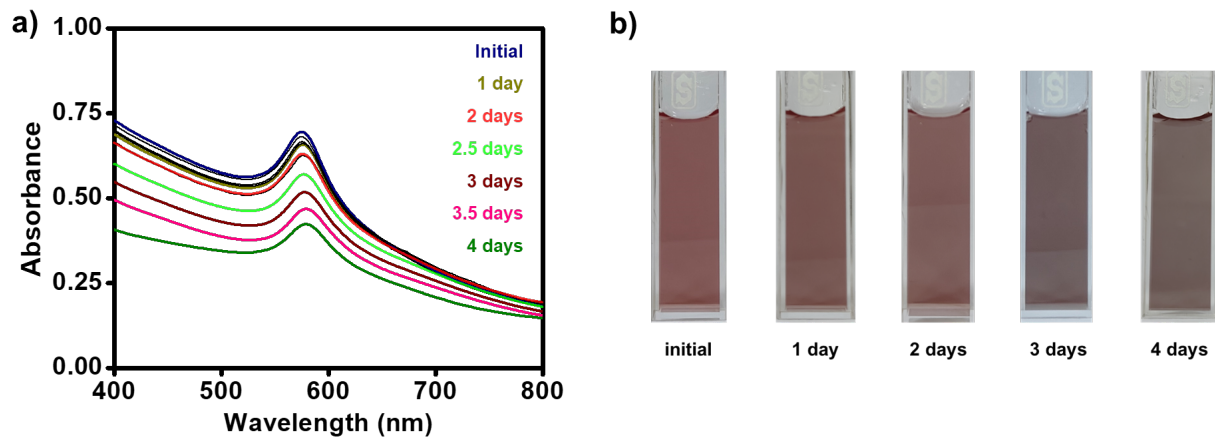 a)
Absorbance
1.00
0.75
0.50
0.25
0.00
Initial
1 day
2 days
2.5 days
3 days
3.5 days
4 days
400
500
600
700
800
Wavelength (nm)
b)
S
S
S
S
S
initial
1 day
2 days
3 days
4 days